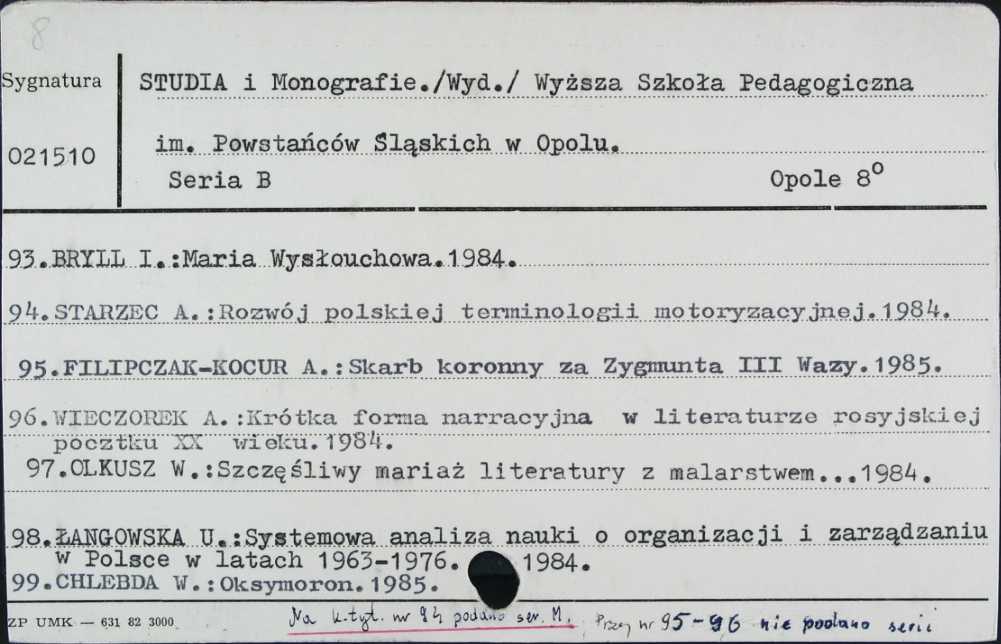 8
Sygnatura
STUDIA i Monografie./Wyd./ Wyższa Szkoła Pedagogiczna
im. Powstańców Śląskich w Opolu.
021510
Seria B Opole 8º
93.BRYLL I.:Maria Wysłouchowa.1984.
94.STARZEC A.:Rozwój polskiej terminologii motoryzacyjnej.1984.
95.FILIPCZAK-KOCUR A.:Skarb koronny za Zygmunta III Wazy.1985.
96.WIECZOREK A.:Krótka forma narracyjna w literaturze rosyjskiej
pocztku XX wieku.1984.
97.OLKUSZ W.:Szczęśliwy mariaż literatury z malarstwem...1984.
98.ŁANGOWSKA U.:Systemowa analiza nauki o organizacji i zarządzaniu
w Polsce w latach 1963-1976. 1984.
99.CHLEBDA W.:Oksymoron.1985.
ZP UMK — 631 82 3000 Na k.tyt. nr 94 podano ser. M. Przy nr 95-96 nie podano serii